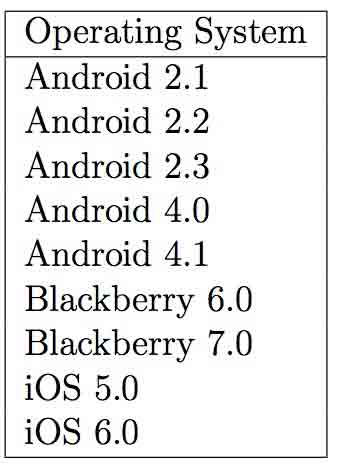 Operating System
Android 2.1
Android 2.2
Android 2.3
Android 4.0
Android 4.1
Blackberry 6.0
Blackberry 7.0
iOS 5.0
iOS 6.0